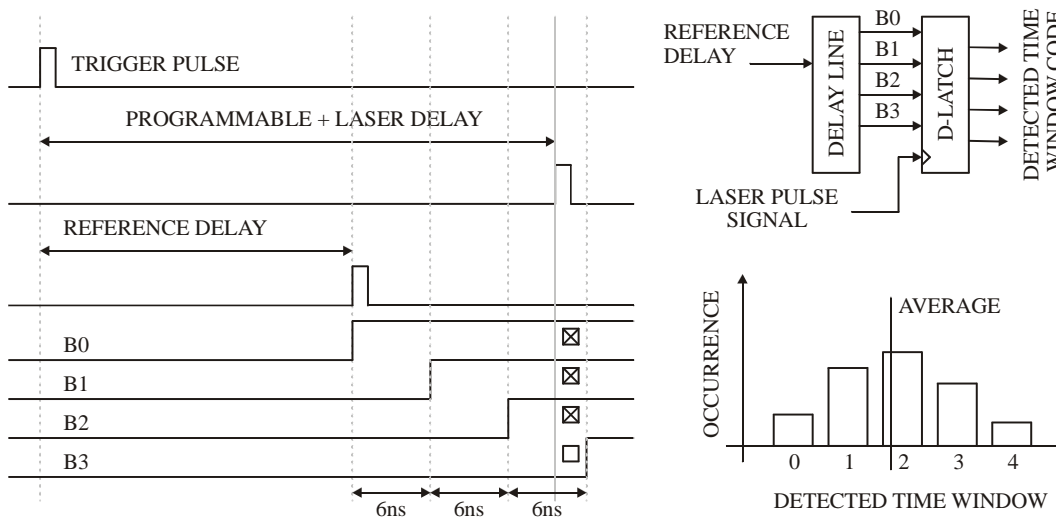 TRIGGER PULSE
PROGRAMMABLE + LASER DELAY
REFERENCE DELAY
B0
B1
B2
B3
6ns
6ns
6ns
REFERENCE
DELAY
DELAY LINE
B0
B1
B2
B3
D-LATCH
DETECTED TIME
WINDOW CODE
LASER PULSE
SIGNAL
OCCURRENCE
AVERAGE
0
1
2
3
4
DETECTED TIME WINDOW